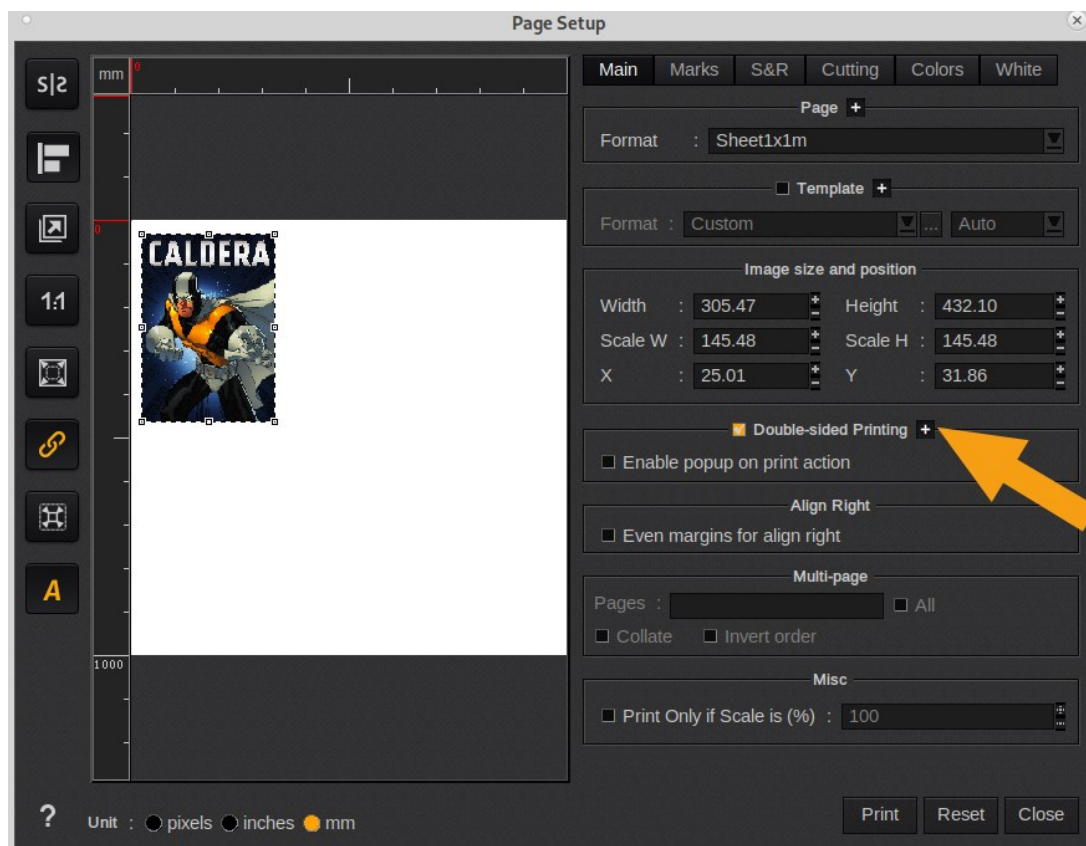 Page Setup
S|S
mm 0
Main Marks S&R Cutting Colors White
Page +
Format : Sheet1x1m
Template +
Format : Custom ... Auto
0
CALDERA
Image size and position
1:1
Width : 305.47 Height : 432.10
Scale W : 145.48 Scale H : 145.48
X : 25.01 Y : 31.86
Double-sided Printing +
Enable popup on print action
Align Right
Even margins for align right
A
Multi-page
Pages : All
Collate Invert order
1000
Misc
Print Only if Scale is (%) : 100
? Unit : pixels inches mm
Print Reset Close